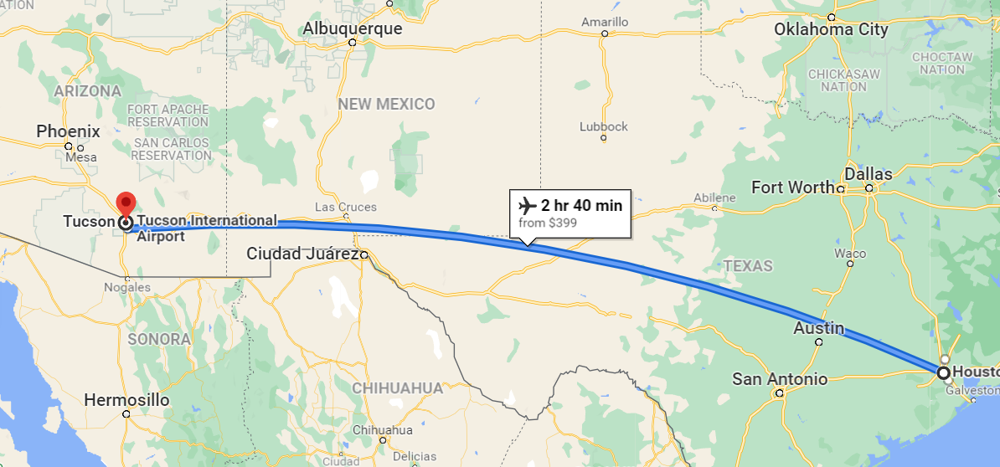 ION
Albuquerque
Amarillo
Oklahoma City
ARIZONA
FORT APACHE
RESERVATION
NEW MEXICO
CHICKASAW
NATION
CHOCTAW
NATION
Phoenix
Mesa
SAN CARLOS
RESERVATION
Lubbock
Tucson
Tucson International
Airport
Las Cruces
2 hr 40 min
from $399
Abilene
Fort Worth
Dallas
Ciudad Juárez
TEXAS
Waco
Nogales
SONORA
Austin
Housto
San Antonio
Galveston
Hermosillo
CHIHUAHUA
Chihuahua
Ciudad
Delicias